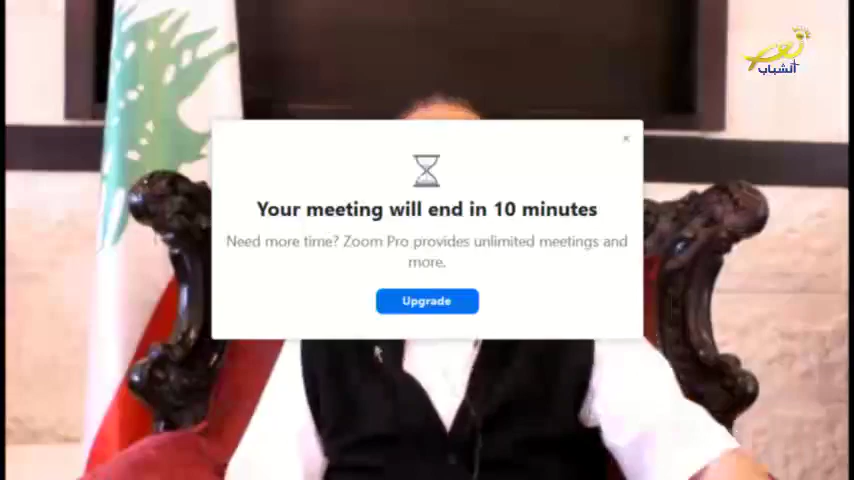 نعم
الشباب
Your meeting will end in 10 minutes
Need more time? Zoom Pro provides unlimited meetings and
more.
Upgrade